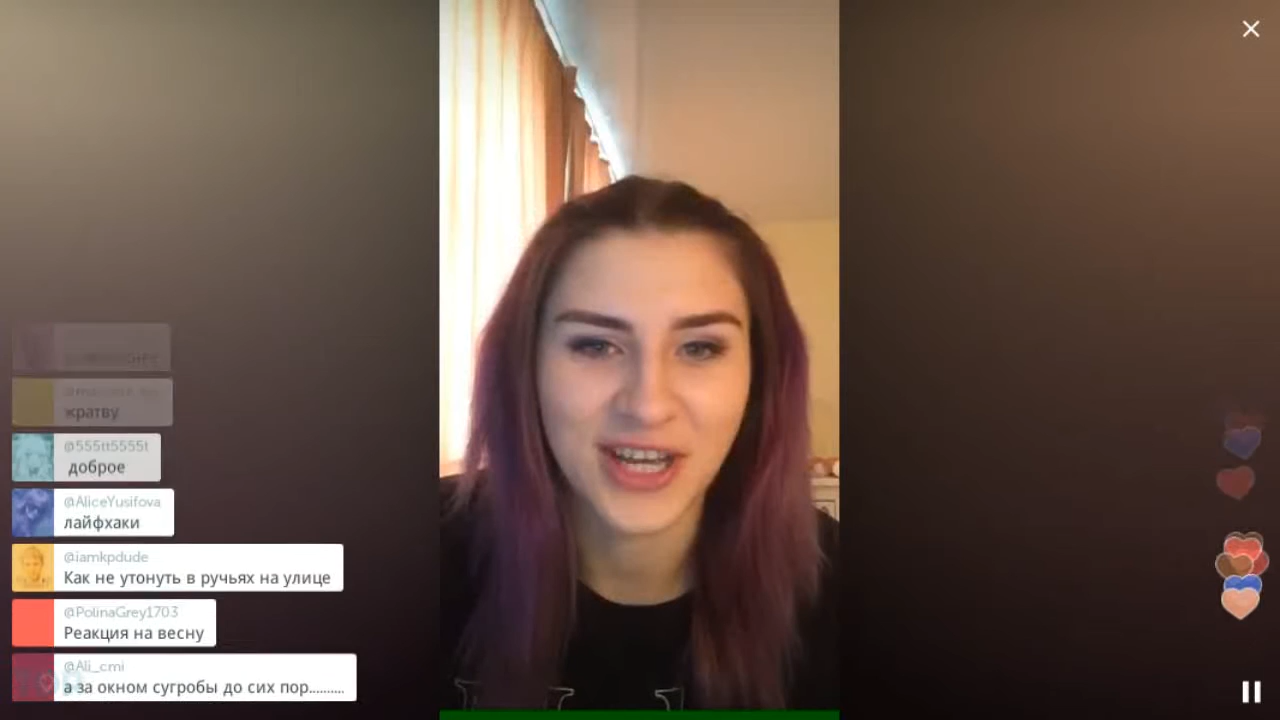 жратву
@555tt5555t
доброе
@AliceYusifova
лайфхаки
@iamkpdude
Как не утонуть в ручьях на улице
@PolinaGrey1703
Реакция на весну
@Ali_cmi
а за окном сугробы до сих пор..........